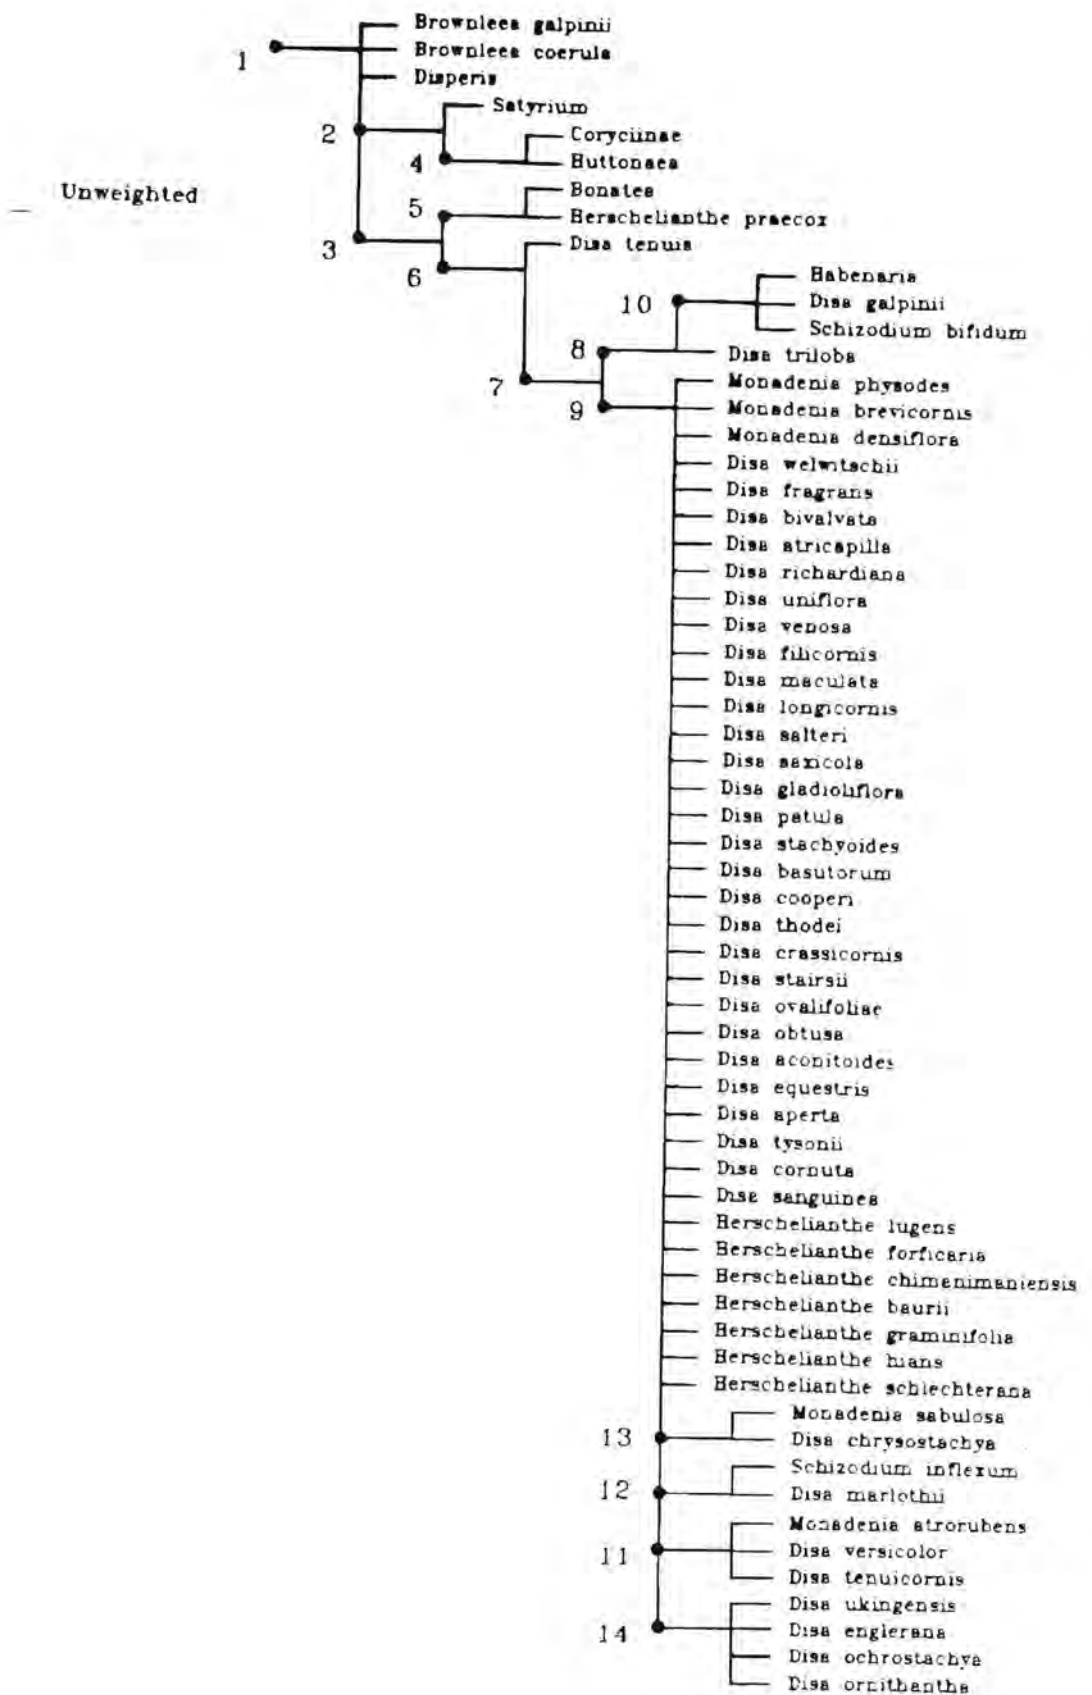 Brownleea galpinii
1
Brownleea coerula
Disperis
Satyrium
2
Coryciinae
4
Huttonaea
Unweighted
Bonatea
5
Herschelianthe praecox
3
Disa tenuis
6
Habenaria
10
Disa galpinii
Schizodium bifidum
8
Disa triloba
7
Monadenia physodes
9
Monadenia brevicornis
Monadenia densiflora
Disa welwitschii
Disa fragrans
Disa bivalvata
Disa atricapilla
Disa richardiana
Disa uniflora
Disa venosa
Disa filicornis
Disa maculata
Disa longicornis
Disa salteri
Disa saxicola
Disa gladioliflora
Disa patula
Disa stachyoides
Disa basutorum
Disa cooperi
Disa thodei
Disa crassicornis
Disa stairsii
Disa ovalifoliae
Disa obtusa
Disa aconitoides
Disa equestris
Disa aperta
Disa tysonii
Disa cornuta
Disa sanguinea
Herschelianthe lugens
Herschelianthe forficaria
Herschelianthe chimanimaniensis
Herschelianthe baurii
Herschelianthe graminifolia
Herschelianthe hians
Herschelianthe schlechterana
Monadenia sabulosa
13
Disa chrysostachya
Schizodium inflexum
12
Disa marlothii
Monadenia atrorubens
11
Disa versicolor
Disa tenuicornis
Disa ukingensis
14
Disa englerana
Disa ochrostachya
Disa ornithantha